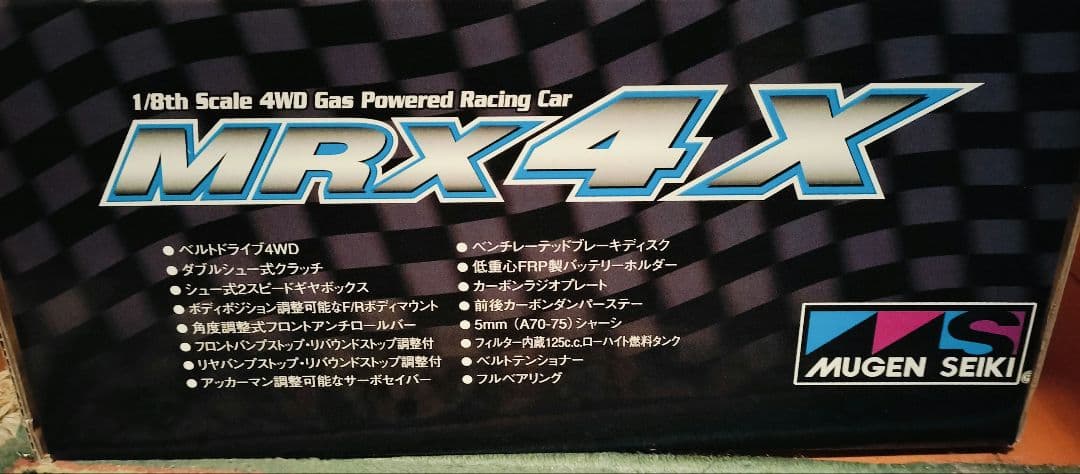 1/8th Scale 4WD Gas Powered Racing Car
MRX4X
● ベルトドライブ4WD
● ダブルシュー式クラッチ
● シュー式2スピードギヤボックス
● ボディポジション調整可能なF/Rボディマウント
● 角度調整式フロントアンチロールバー
● フロントバンプストップ・リバウンドストップ調整付
● リヤバンプストップ・リバウンドストップ調整付
● アッカーマン調整可能なサーボセイバー
● ベンチレーテッドブレーキディスク
● 低重心FRP製バッテリーホルダー
● カーボンラジオプレート
● 前後カーボンダンパーステー
● 5mm（A70-75）シャーシ
● フィルター内蔵125c.c.ローハイト燃料タンク
● ベルトテンショナー
● フルベアリング
MS
MUGEN SEIKI